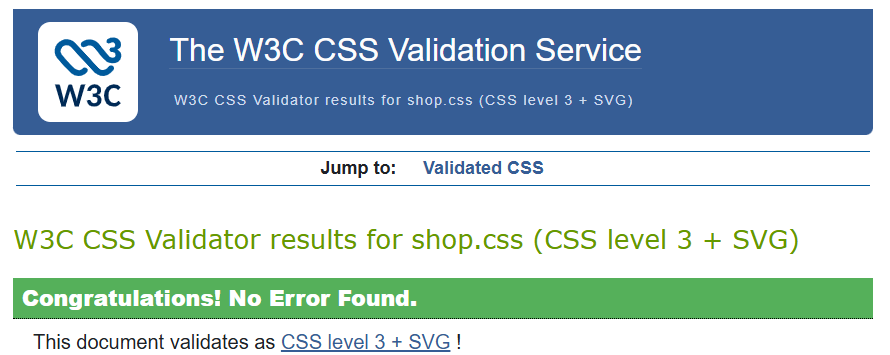 W3C
The W3C CSS Validation Service
W3C CSS Validator results for shop.css (CSS level 3 + SVG)
Jump to: Validated CSS
W3C CSS Validator results for shop.css (CSS level 3 + SVG)
Congratulations! No Error Found.
This document validates as CSS level 3 + SVG !